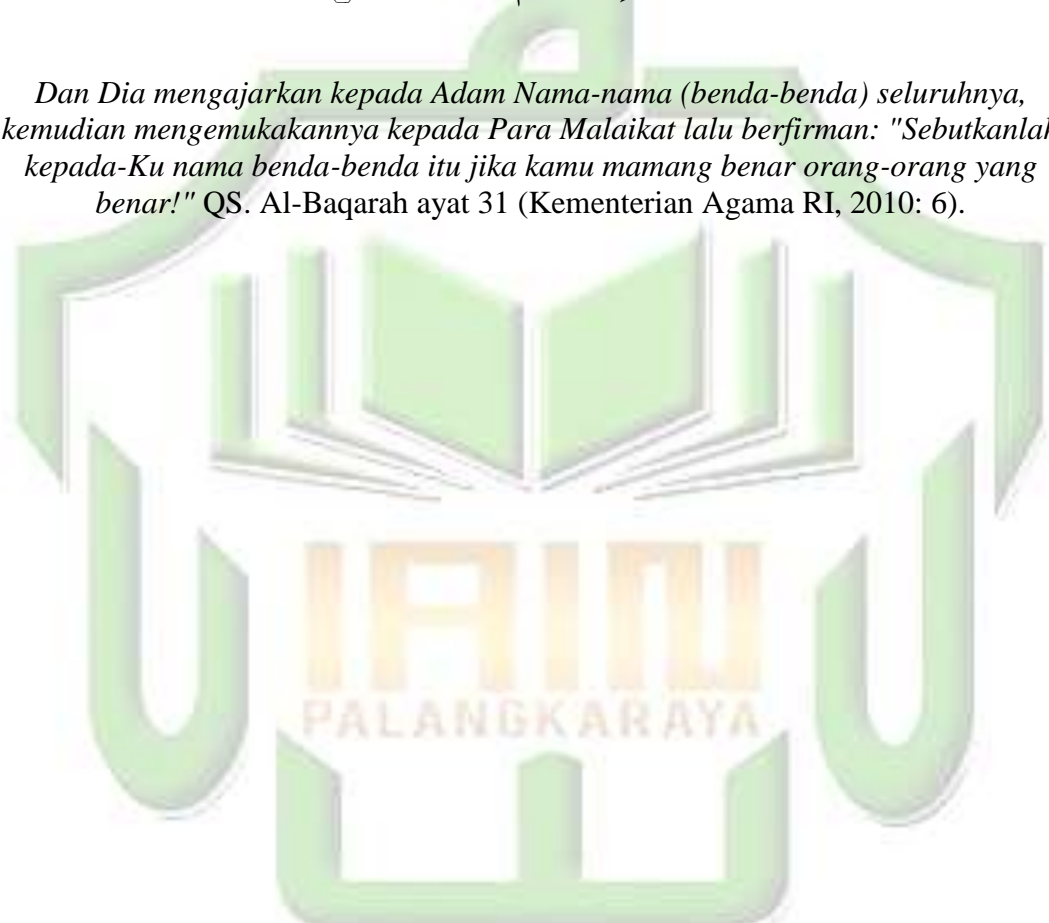 Dan Dia mengajarkan kepada Adam Nama-nama (benda-benda) seluruhnya,
kemudian mengemukakannya kepada Para Malaikat lalu berfirman: "Sebutkanlah
kepada-Ku nama benda-benda itu jika kamu mamang benar orang-orang yang
benar!" QS. Al-Baqarah ayat 31 (Kementerian Agama RI, 2010: 6).
IAIN
PALANGKARAYA